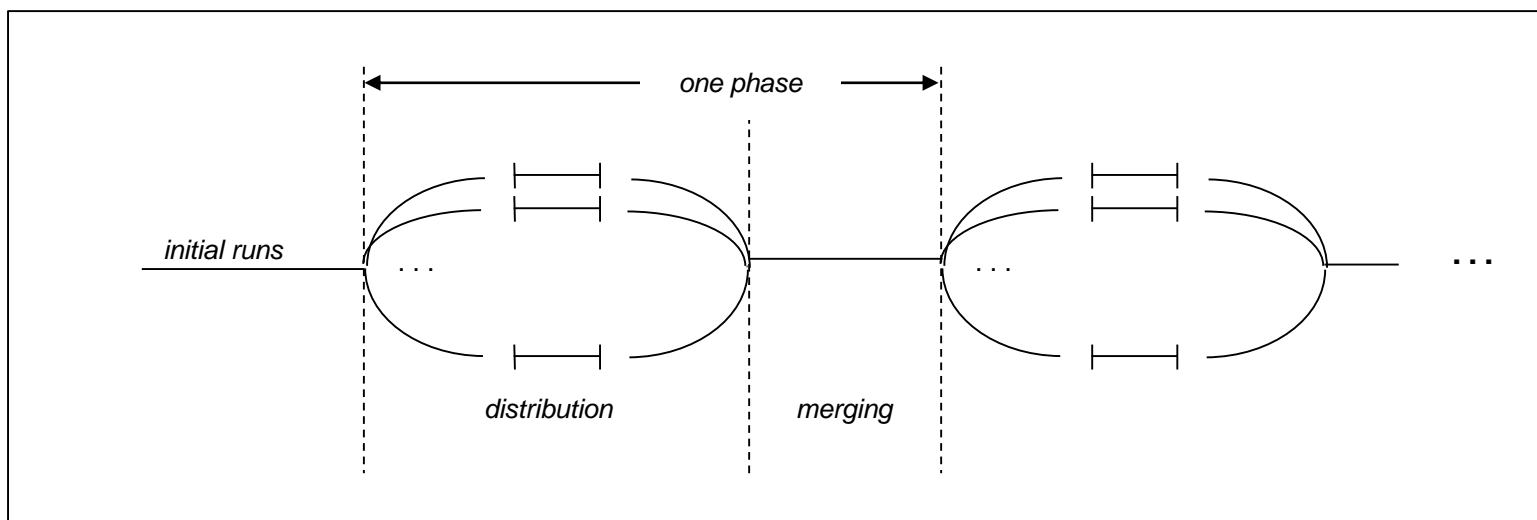 one phase
initial runs
. . .
. . .
. . .
distribution
merging